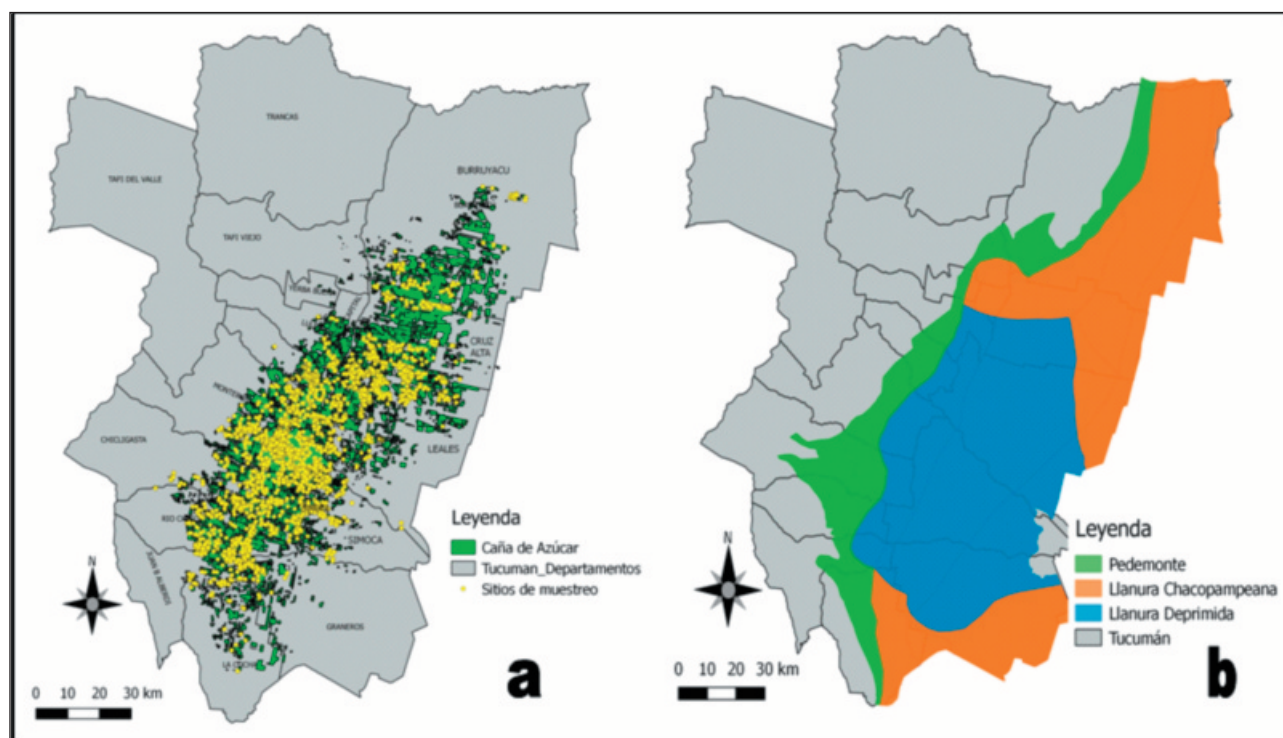 TRANCAS
BURRUYACU
TAFI DEL VALLE
TAFI VIEJO
CRUZ
ALTA
CHICLIGASTA
LEALES
SIMOCA
GRANEROS
Leyenda
Caña de Azúcar
Tucuman_Departamentos
Sitios de muestreo
N
0 10 20 30 km
a
Leyenda
Pedemonte
Llanura Chacopampeana
Llanura Deprimida
Tucumán
N
0 10 20 30 km
b